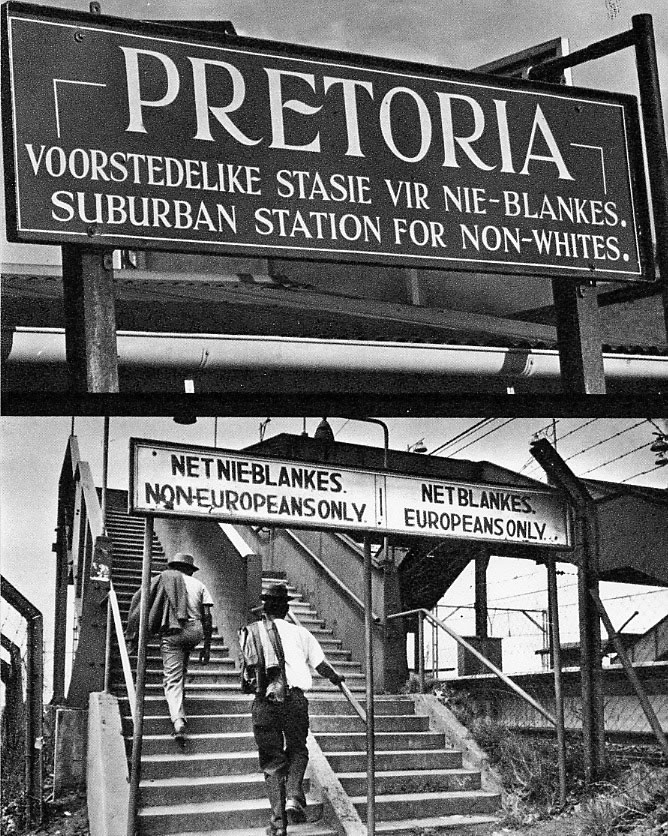 PRETORIA
VOORSTEDELIKE STASIE VIR NIE-BLANKES.
SUBURBAN STATION FOR NON-WHITES.
NET NIE-BLANKES.
NON-EUROPEANS ONLY.
NET BLANKES.
EUROPEANS ONLY.